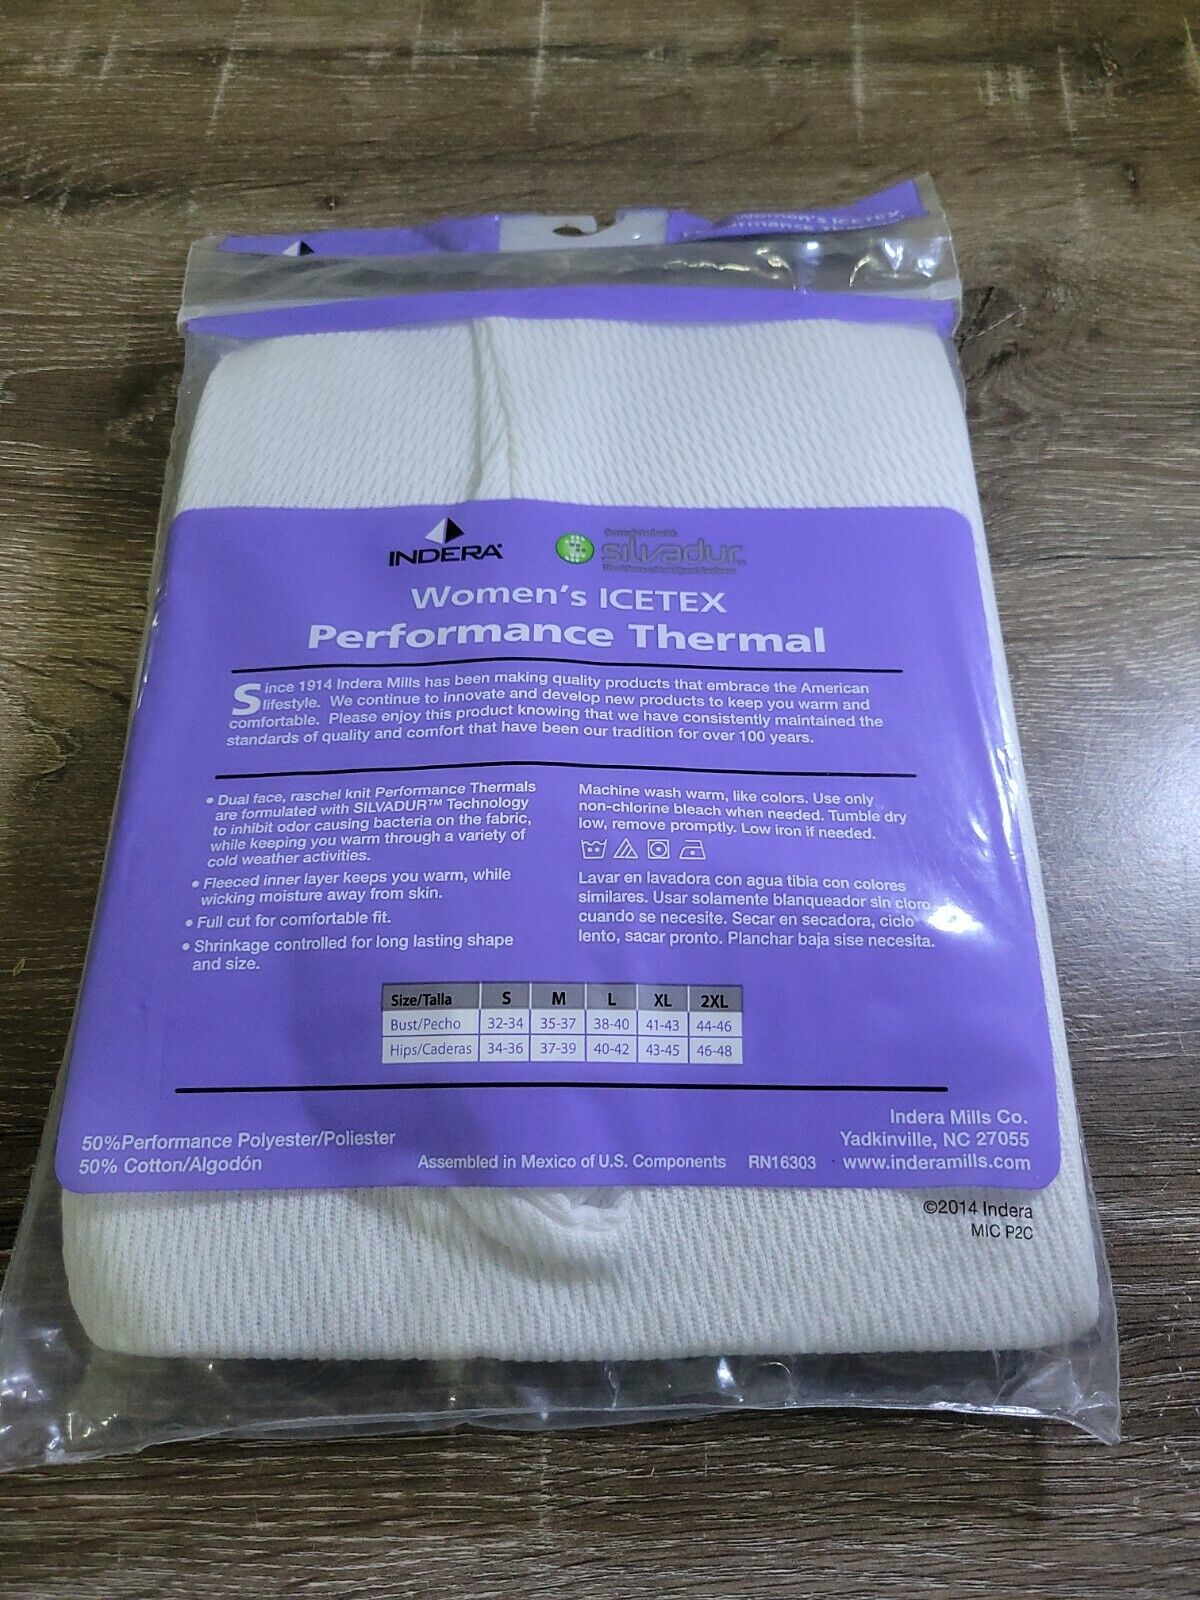 Women's ICETEX
INDERA
Formulated with
silvadur
Women's ICETEX
Performance Thermal
Since 1914 Indera Mills has been making quality products that embrace the American
lifestyle. We continue to innovate and develop new products to keep you warm and
comfortable. Please enjoy this product knowing that we have consistently maintained the
standards of quality and comfort that have been our tradition for over 100 years.
• Dual face, raschel knit Performance Thermals
are formulated with SILVADUR™ Technology
to inhibit odor causing bacteria on the fabric,
while keeping you warm through a variety of
cold weather activities.
• Fleeced inner layer keeps you warm, while
wicking moisture away from skin.
• Full cut for comfortable fit.
• Shrinkage controlled for long lasting shape
and size.
Machine wash warm, like colors. Use only
non-chlorine bleach when needed. Tumble dry
low, remove promptly. Low iron if needed.
Lavar en lavadora con agua tibia con colores
similares. Usar solamente blanqueador sin cloro
cuando se necesite. Secar en secadora, ciclo
lento, sacar pronto. Planchar baja sise necesita.
Size/Talla S M L XL 2XL
Bust/Pecho 32-34 35-37 38-40 41-43 44-46
Hips/Caderas 34-36 37-39 40-42 43-45 46-48
50%Performance Polyester/Poliester
50% Cotton/Algodón
Assembled in Mexico of U.S. Components RN16303
Indera Mills Co.
Yadkinville, NC 27055
www.inderamills.com
©2014 Indera
MIC P2C